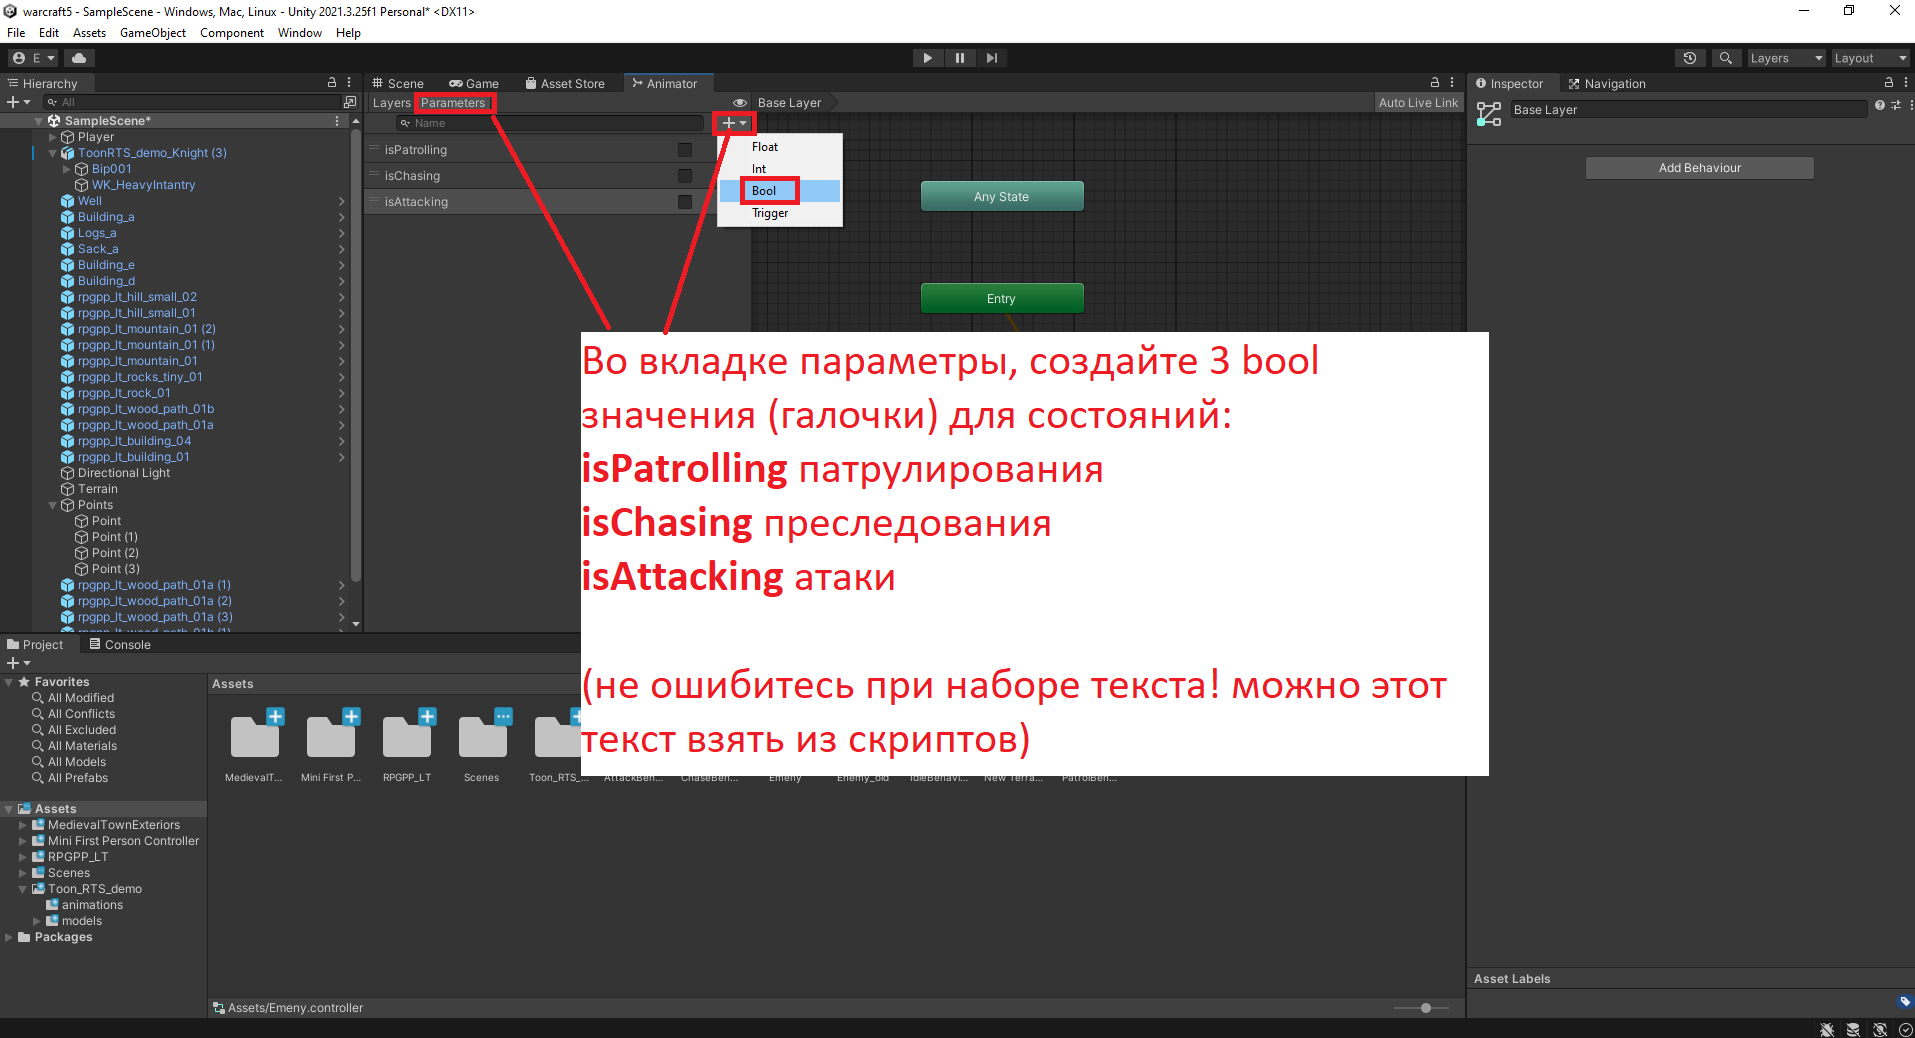 warcraft5 - SampleScene - Windows, Mac, Linux - Unity 2021.3.25f1 Personal* <DX11>
File Edit Assets GameObject Component Window Help
E
Layers Layout
Hierarchy
All
SampleScene*
Player
ToonRTS_demo_Knight (3)
Bip001
WK_HeavyIntantry
Well
Building_a
Logs_a
Sack_a
Building_e
Building_d
rpgpp_lt_hill_small_02
rpgpp_lt_hill_small_01
rpgpp_lt_mountain_01 (2)
rpgpp_lt_mountain_01 (1)
rpgpp_lt_mountain_01
rpgpp_lt_rocks_tiny_01
rpgpp_lt_rock_01
rpgpp_lt_wood_path_01b
rpgpp_lt_wood_path_01a
rpgpp_lt_building_04
rpgpp_lt_building_01
Directional Light
Terrain
Points
Point
Point (1)
Point (2)
Point (3)
rpgpp_lt_wood_path_01a (1)
rpgpp_lt_wood_path_01a (2)
rpgpp_lt_wood_path_01a (3)
rpgpp_lt_wood_path_01b (1)
Scene Game Asset Store Animator
Layers Parameters Base Layer Auto Live Link
Name
isPatrolling
isChasing
isAttacking
Float
Int
Bool
Trigger
Any State
Entry
Во вкладке параметры, создайте 3 bool
значения (галочки) для состояний:
isPatrolling патрулирования
isChasing преследования
isAttacking атаки
(не ошибитесь при наборе текста! можно этот
текст взять из скриптов)
Inspector Navigation
Base Layer
Add Behaviour
Asset Labels
Project Console
Favorites
All Modified
All Conflicts
All Excluded
All Materials
All Models
All Prefabs
Assets
MedievalTownExteriors
Mini First Person Controller
RPGPP_LT
Scenes
Toon_RTS_demo
animations
models
Packages
Assets
MedievalT... Mini First P... RPGPP_LT Scenes Toon_RTS_... AttackBeh... ChaseBeh... Emeny Enemy_old IdleBehavi... New Terra... PatrolBeh...
Assets/Emeny.controller